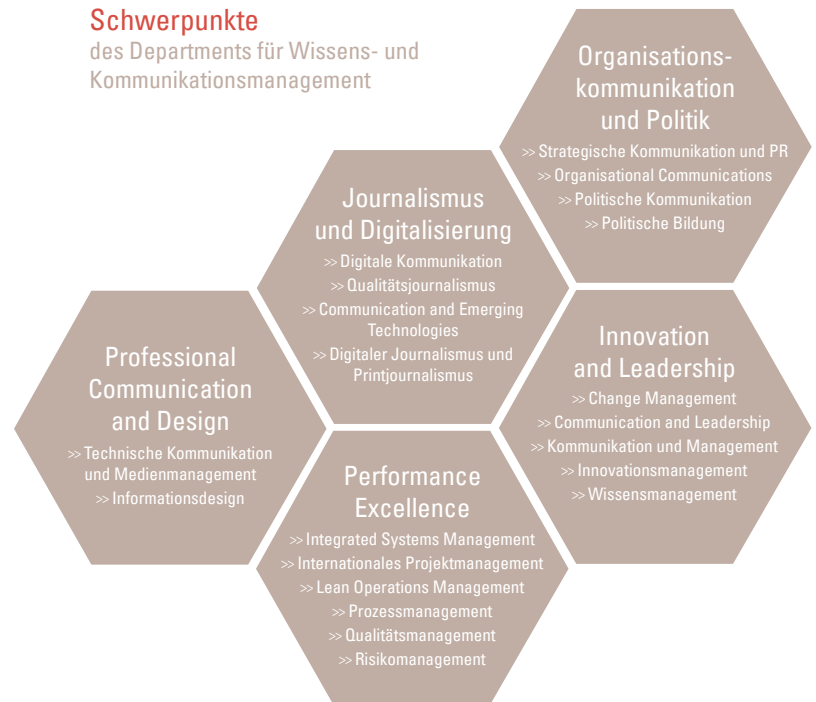 Schwerpunkte
des Departments für Wissens- und
Kommunikationsmanagement
Organisations-
kommunikation
und Politik
>> Strategische Kommunikation und PR
>> Organisational Communications
>> Politische Kommunikation
>> Politische Bildung
Journalismus
und Digitalisierung
>> Digitale Kommunikation
>> Qualitätsjournalismus
>> Communication and Emerging
Technologies
>> Digitaler Journalismus und
Printjournalismus
Innovation
and Leadership
>> Change Management
>> Communication and Leadership
>> Kommunikation und Management
>> Innovationsmanagement
>> Wissensmanagement
Professional
Communication
and Design
>> Technische Kommunikation
und Medienmanagement
>> Informationsdesign
Performance
Excellence
>> Integrated Systems Management
>> Internationales Projektmanagement
>> Lean Operations Management
>> Prozessmanagement
>> Qualitätsmanagement
>> Risikomanagement